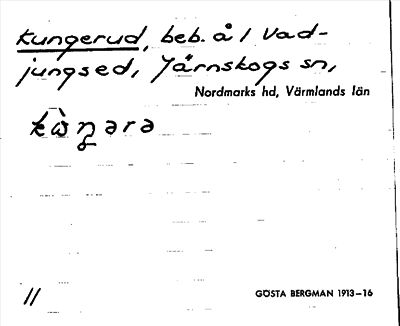 Kungerud, beb. å / Vad-
jungsed, Järnskogs sn,
Nordmarks hd, Värmlands län
GÖSTA BERGMAN 1913–16